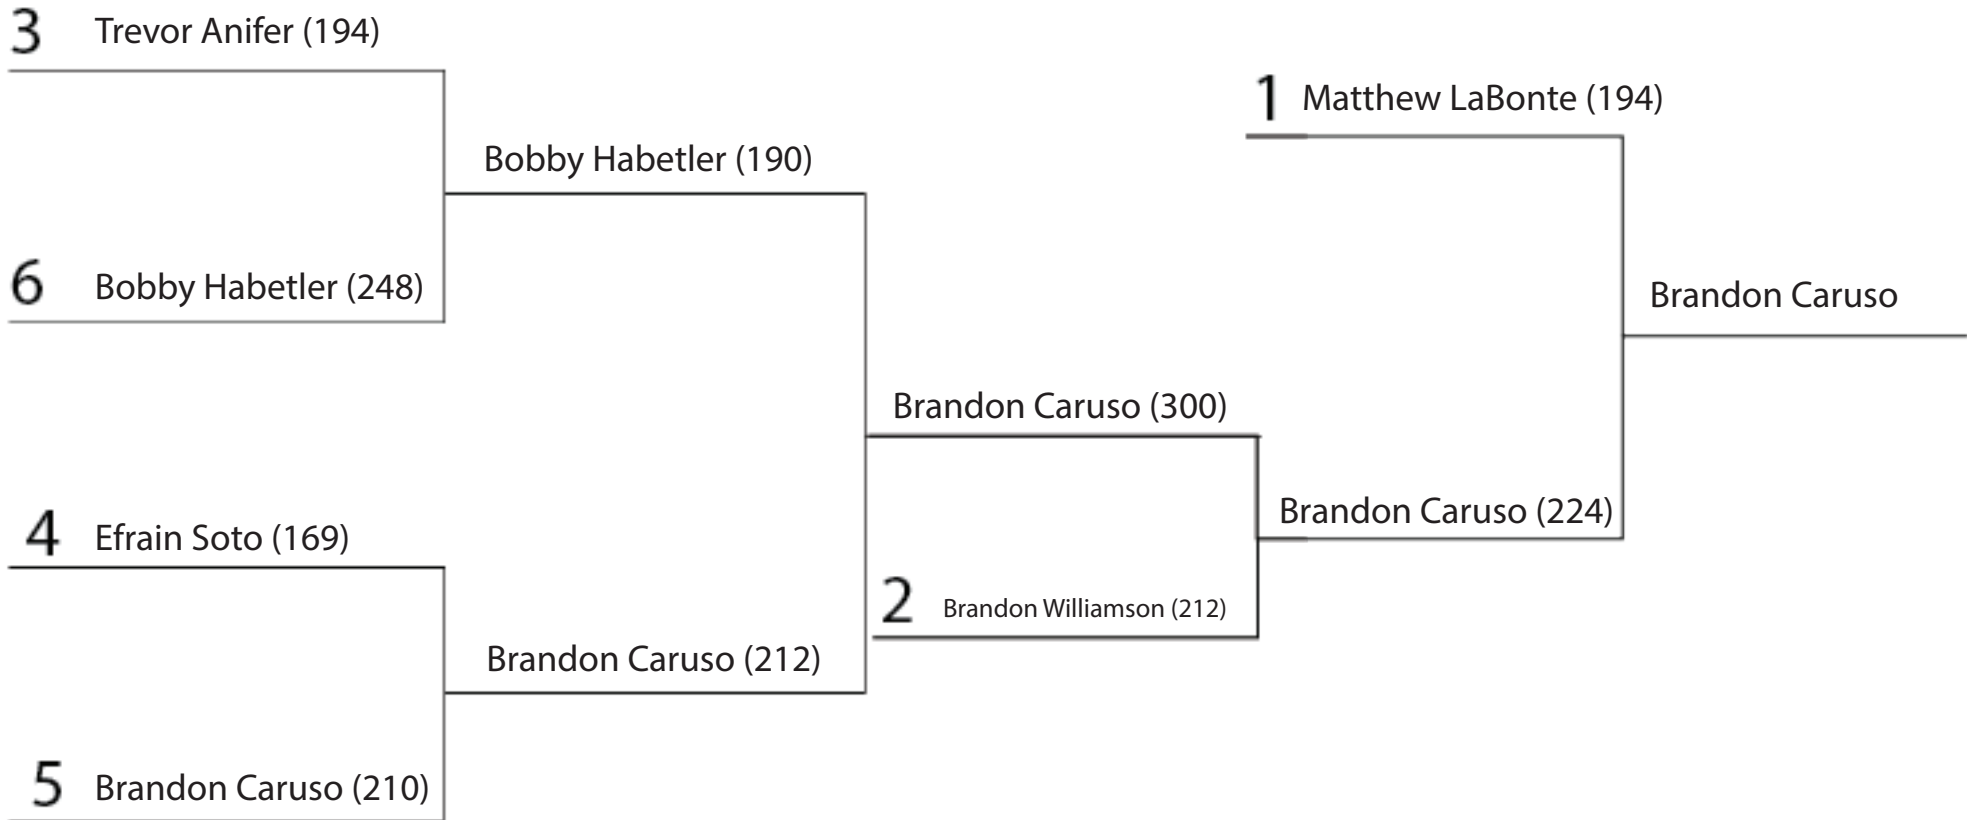 3 Trevor Anifer (194)
1 Matthew LaBonte (194)
Bobby Habetler (190)
6 Bobby Habetler (248)
Brandon Caruso
Brandon Caruso (300)
4 Efrain Soto (169)
Brandon Caruso (224)
2 Brandon Williamson (212)
Brandon Caruso (212)
5 Brandon Caruso (210)